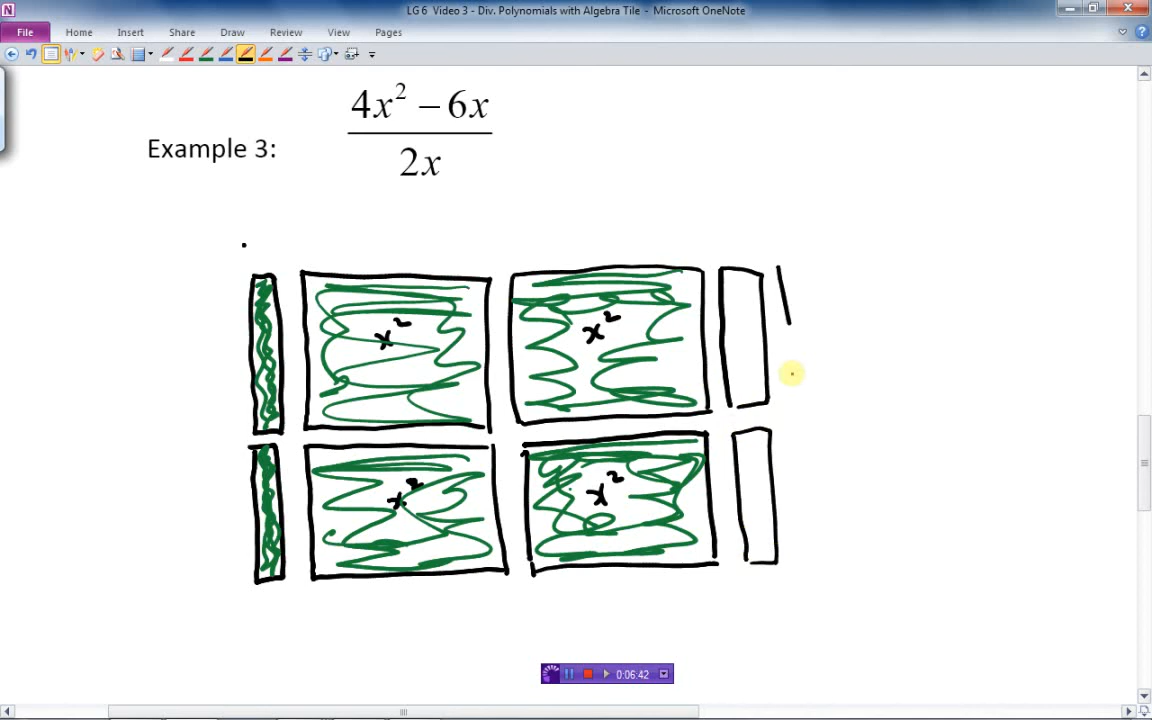 LG 6 Video 3 - Div. Polynomials with Algebra Tile - Microsoft OneNote
File Home Insert Share Draw Review View Pages
4x² − 6x
Example 3:
2x
x² x²
x² x²
0:06:42